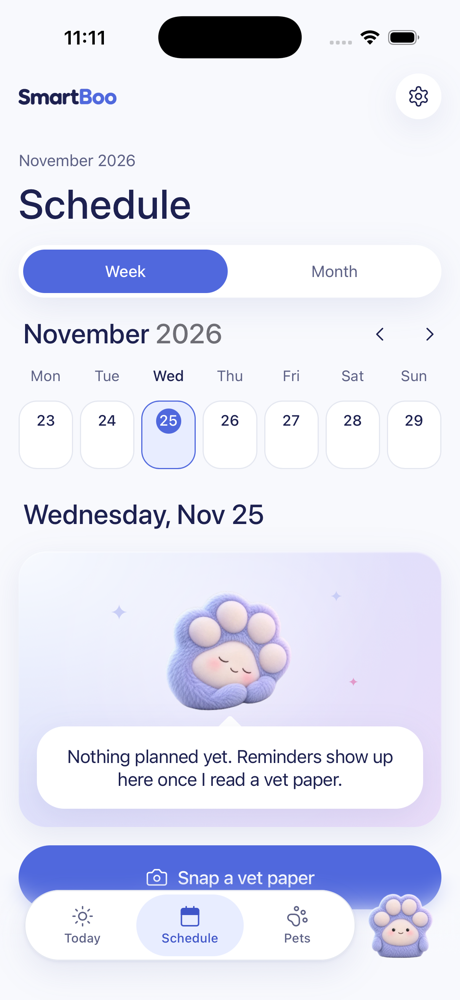 11:11
SmartBoo
November 2026
Schedule
Week Month
November 2026
Mon Tue Wed Thu Fri Sat Sun
23 24 25 26 27 28 29
Wednesday, Nov 25
Nothing planned yet. Reminders show up
here once I read a vet paper.
Snap a vet paper
Today Schedule Pets